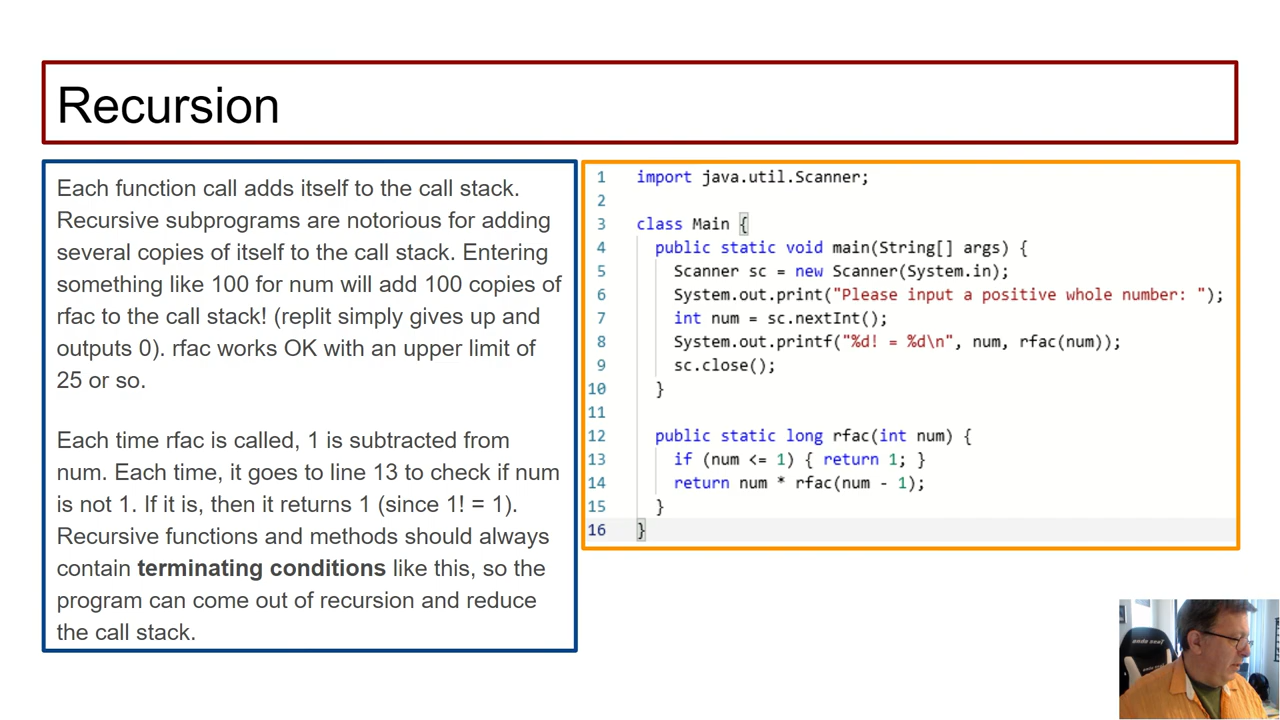 Recursion
Each function call adds itself to the call stack.
Recursive subprograms are notorious for adding
several copies of itself to the call stack. Entering
something like 100 for num will add 100 copies of
rfac to the call stack! (replit simply gives up and
outputs 0). rfac works OK with an upper limit of
25 or so.
Each time rfac is called, 1 is subtracted from
num. Each time, it goes to line 13 to check if num
is not 1. If it is, then it returns 1 (since 1! = 1).
Recursive functions and methods should always
contain terminating conditions like this, so the
program can come out of recursion and reduce
the call stack.
1 import java.util.Scanner;
2
3 class Main {
4 public static void main(String[] args) {
5 Scanner sc = new Scanner(System.in);
6 System.out.print("Please input a positive whole number: ");
7 int num = sc.nextInt();
8 System.out.printf("%d! = %d\n", num, rfac(num));
9 sc.close();
10 }
11
12 public static long rfac(int num) {
13 if (num <= 1) { return 1; }
14 return num * rfac(num - 1);
15 }
16 }